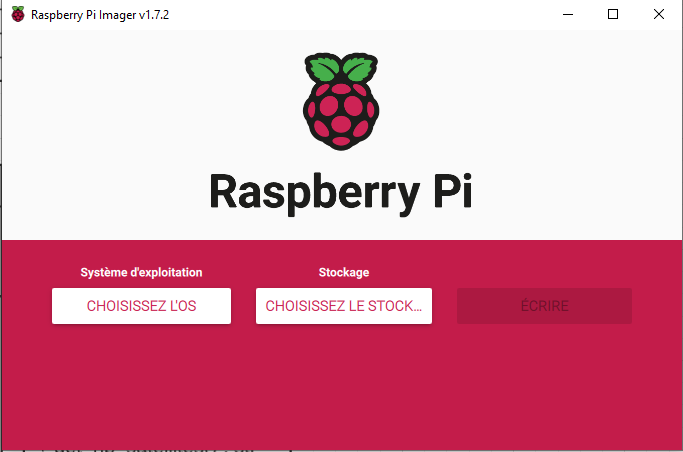 Raspberry Pi Imager v1.7.2
Raspberry Pi
Système d'exploitation
Stockage
CHOISISSEZ L'OS
CHOISISSEZ LE STOCK...
ÉCRIRE